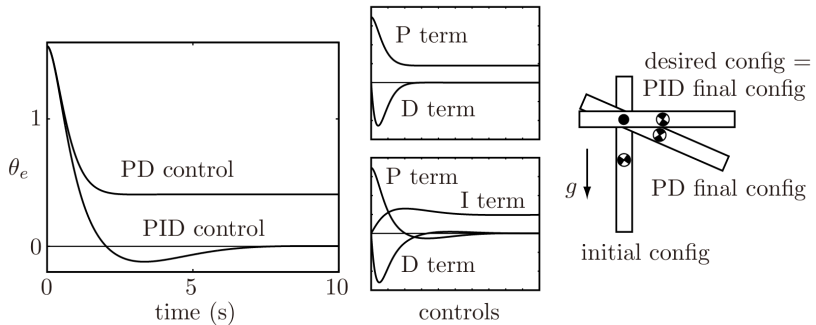 1
θe
0
PD control
PID control
0
5
10
time (s)
P term
D term
P term
I term
D term
controls
desired config =
PID final config
g
PD final config
initial config